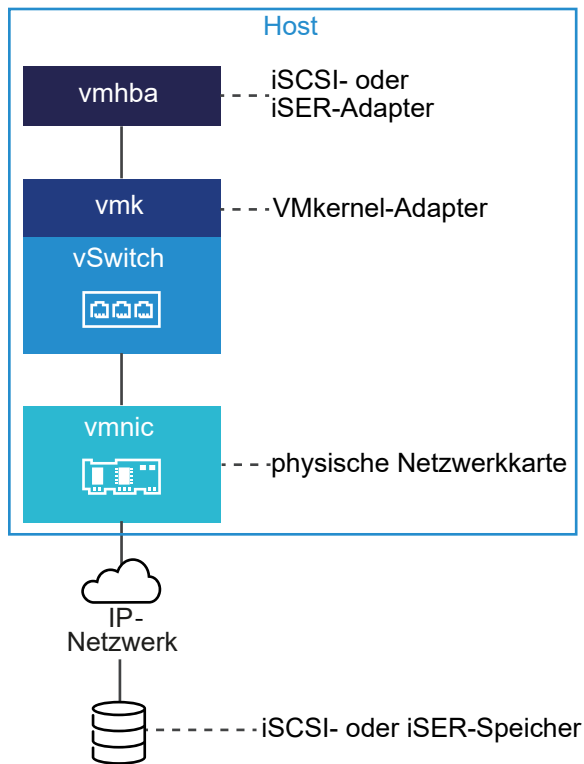 Host
vmhba
iSCSI- oder
iSER-Adapter
vmk
VMkernel-Adapter
vSwitch
vmnic
physische Netzwerkkarte
IP-
Netzwerk
iSCSI- oder iSER-Speicher